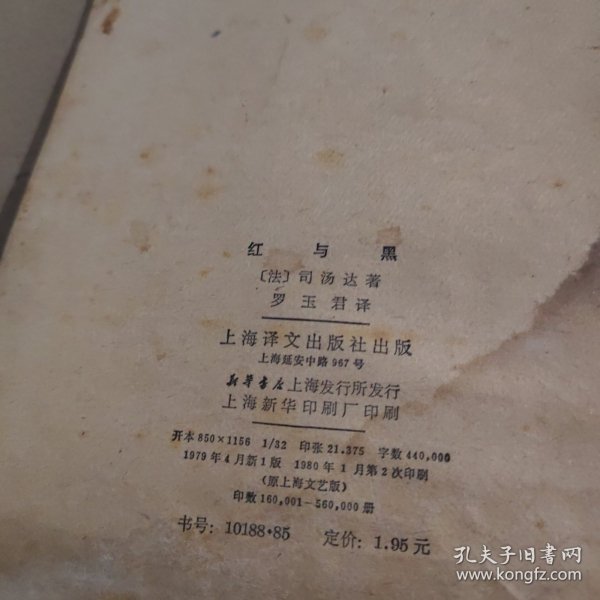 红与黑
〔法〕司汤达著
罗玉君译
上海译文出版社出版
上海延安中路967号
新华书店上海发行所发行
上海新华印刷厂印刷
开本850×1156 1/32 印张21.375 字数440,000
1979年4月新1版 1980年1月第2次印刷
(原上海文艺版)
印数160,001-560,000册
书号: 10188·85 定价: 1.95元
孔夫子旧书网
www.kongfz.com